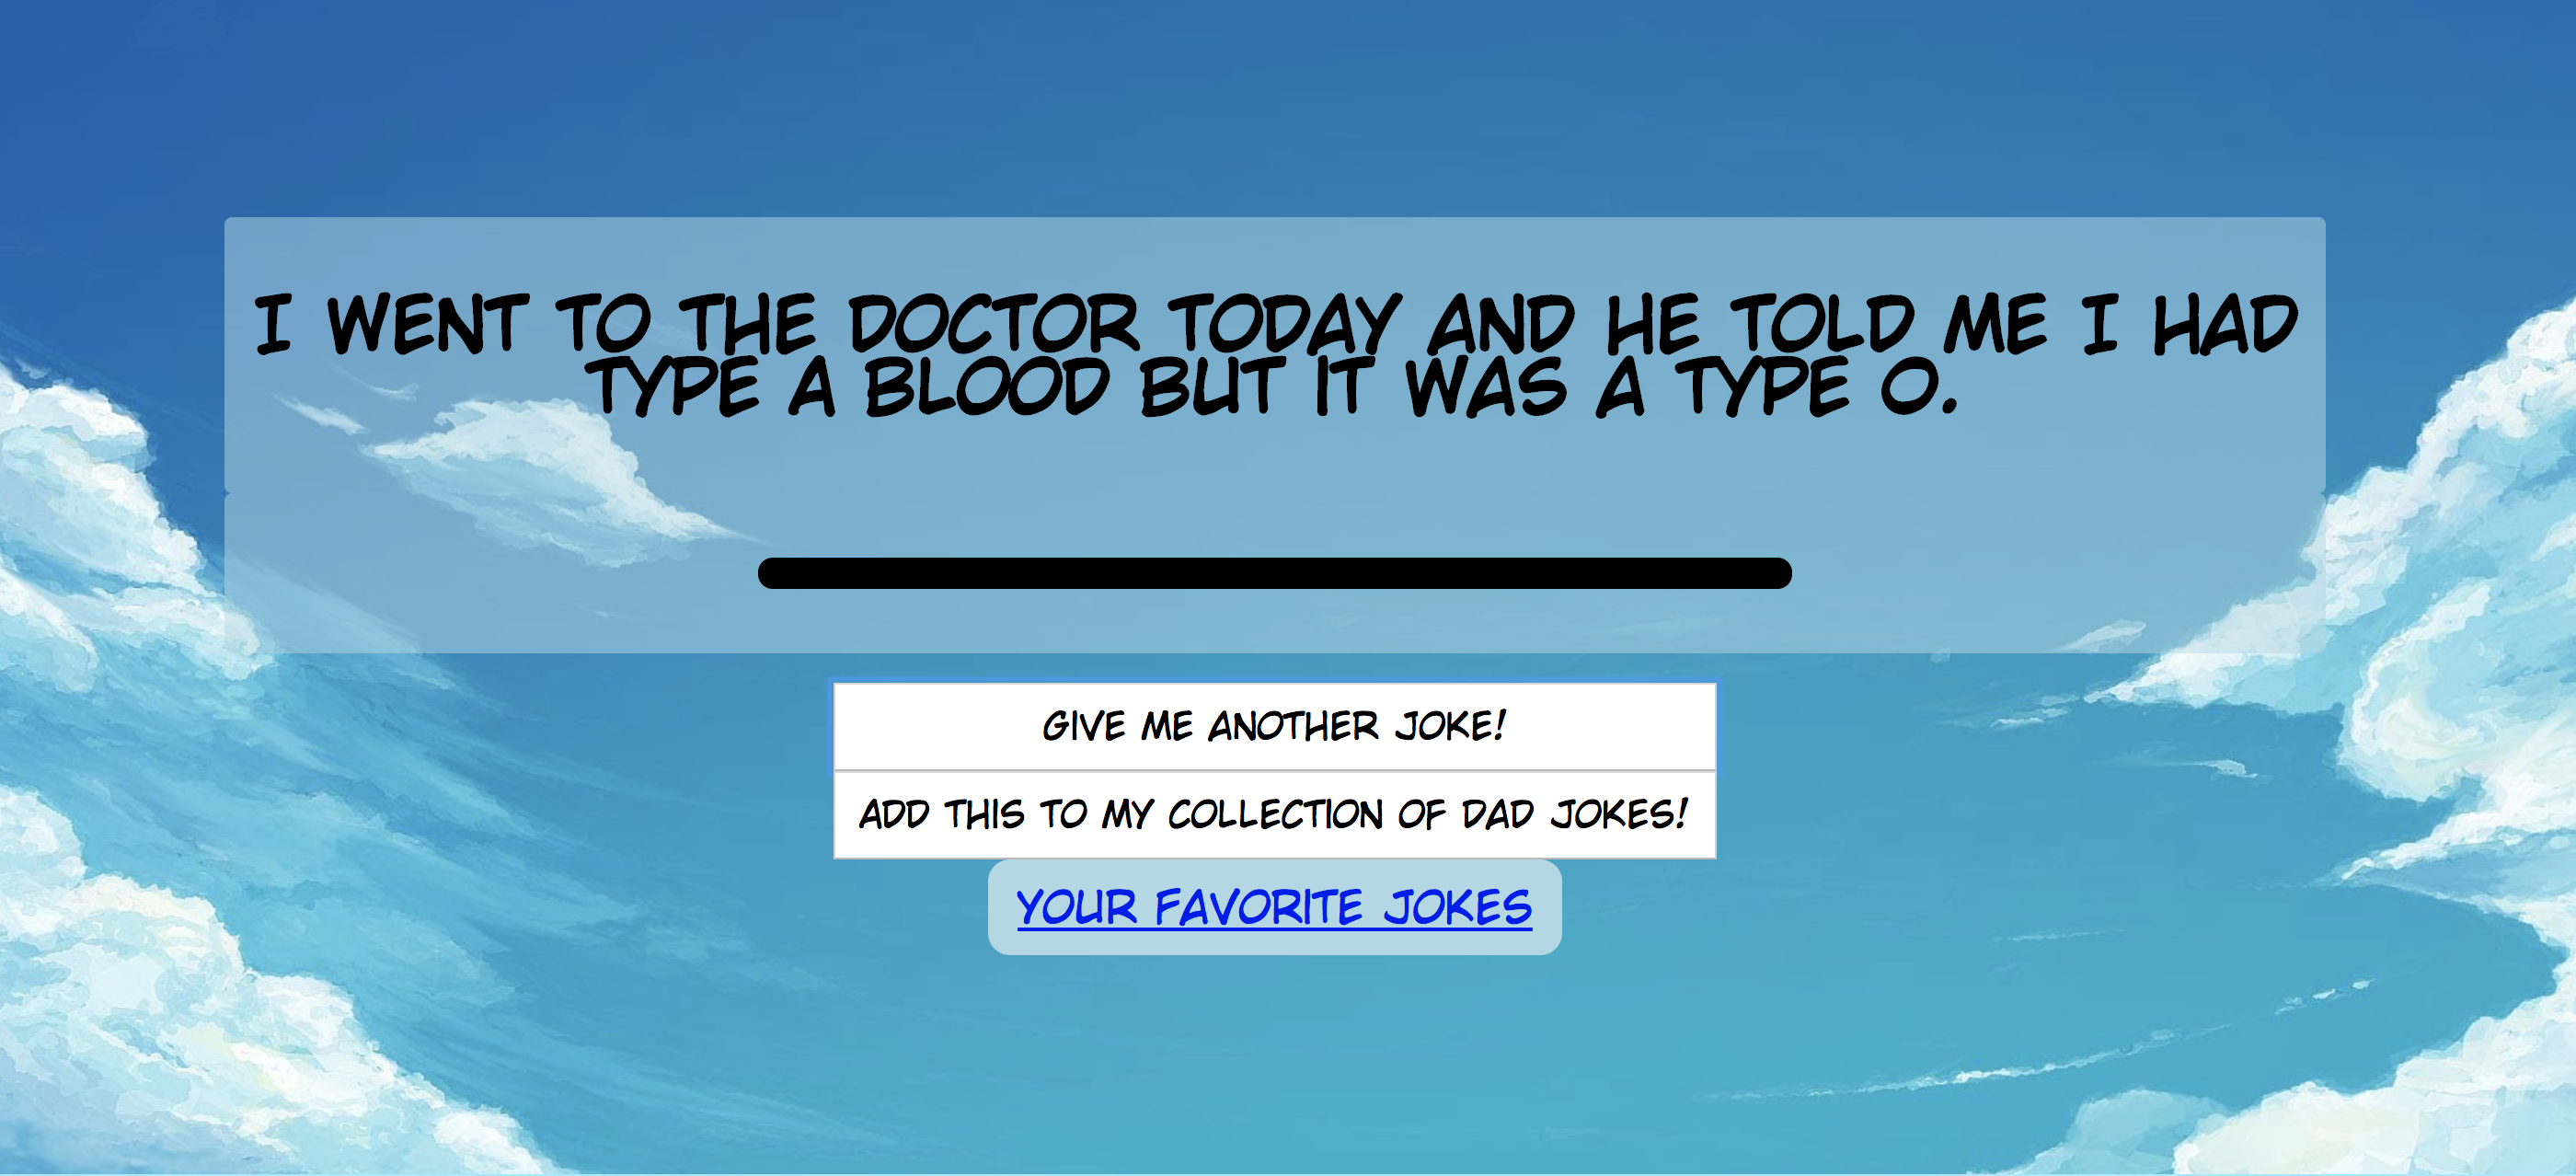 I WENT TO THE DOCTOR TODAY AND HE TOLD ME I HAD
TYPE A BLOOD BUT IT WAS A TYPE O.
GIVE ME ANOTHER JOKE!
ADD THIS TO MY COLLECTION OF DAD JOKES!
YOUR FAVORITE JOKES